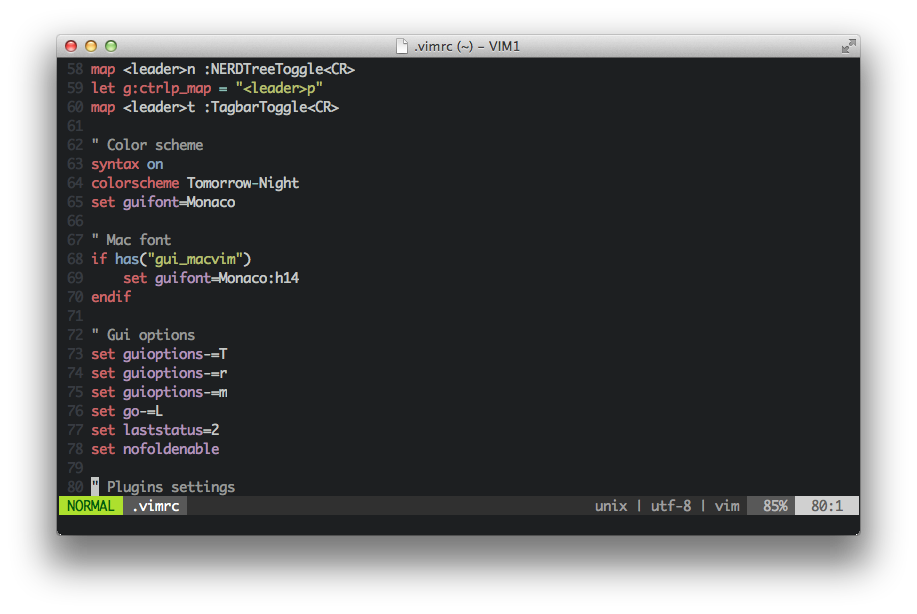 .vimrc (~) – VIM1
58 map <leader>n :NERDTreeToggle<CR>
59 let g:ctrlp_map = "<leader>p"
60 map <leader>t :TagbarToggle<CR>
61
62 " Color scheme
63 syntax on
64 colorscheme Tomorrow-Night
65 set guifont=Monaco
66
67 " Mac font
68 if has("gui_macvim")
69     set guifont=Monaco:h14
70 endif
71
72 " Gui options
73 set guioptions-=T
74 set guioptions-=r
75 set guioptions-=m
76 set go-=L
77 set laststatus=2
78 set nofoldenable
79
80 " Plugins settings
NORMAL .vimrc unix | utf-8 | vim 85% 80:1